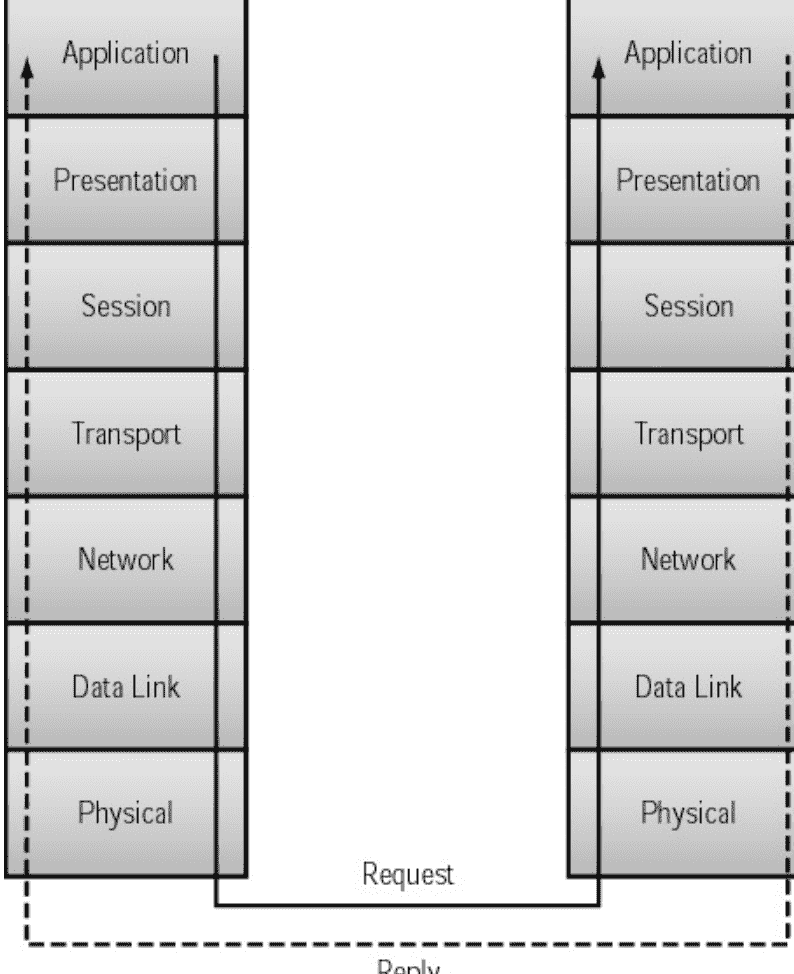 Application
Application
Presentation
Presentation
Session
Session
Transport
Transport
Network
Network
Data Link
Data Link
Physical
Physical
Request
Reply